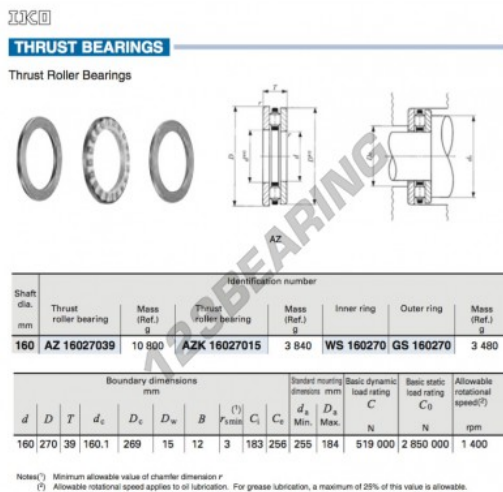 IKO
THRUST BEARINGS
Thrust Roller Bearings
T
r
D
d
AZ
123BEARING
Identification number
Shaft dia. mm
Thrust roller bearing
Mass (Ref.) g
Thrust roller bearing
Mass (Ref.) g
Inner ring
Outer ring
Mass (Ref.) g
160 AZ 16027039 10 800 AZK 16027015 3 840 WS 160270 GS 160270 3 480
Boundary dimensions mm
Standard mounting dimensions mm
Basic dynamic load rating C N
Basic static load rating C0 N
Allowable rotational speed(2) rpm
d D T dc Dc Dw B rsmin(1) Ci Ce da Min. Da Max.
160 270 39 160.1 269 15 12 3 183 256 255 184 519 000 2 850 000 1 400
Notes(1) Minimum allowable value of chamfer dimension r
(2) Allowable rotational speed applies to oil lubrication. For grease lubrication, a maximum of 25% of this value is allowable.